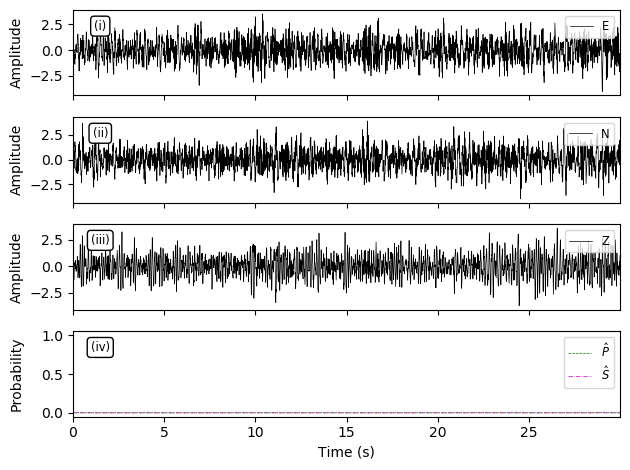 (i)
E
Amplitude
2.5
0.0
−2.5
(ii)
N
Amplitude
2.5
0.0
−2.5
(iii)
Z
Amplitude
2.5
0.0
−2.5
(iv)
P̂
Ŝ
Probability
1.0
0.5
0.0
0 5 10 15 20 25
Time (s)